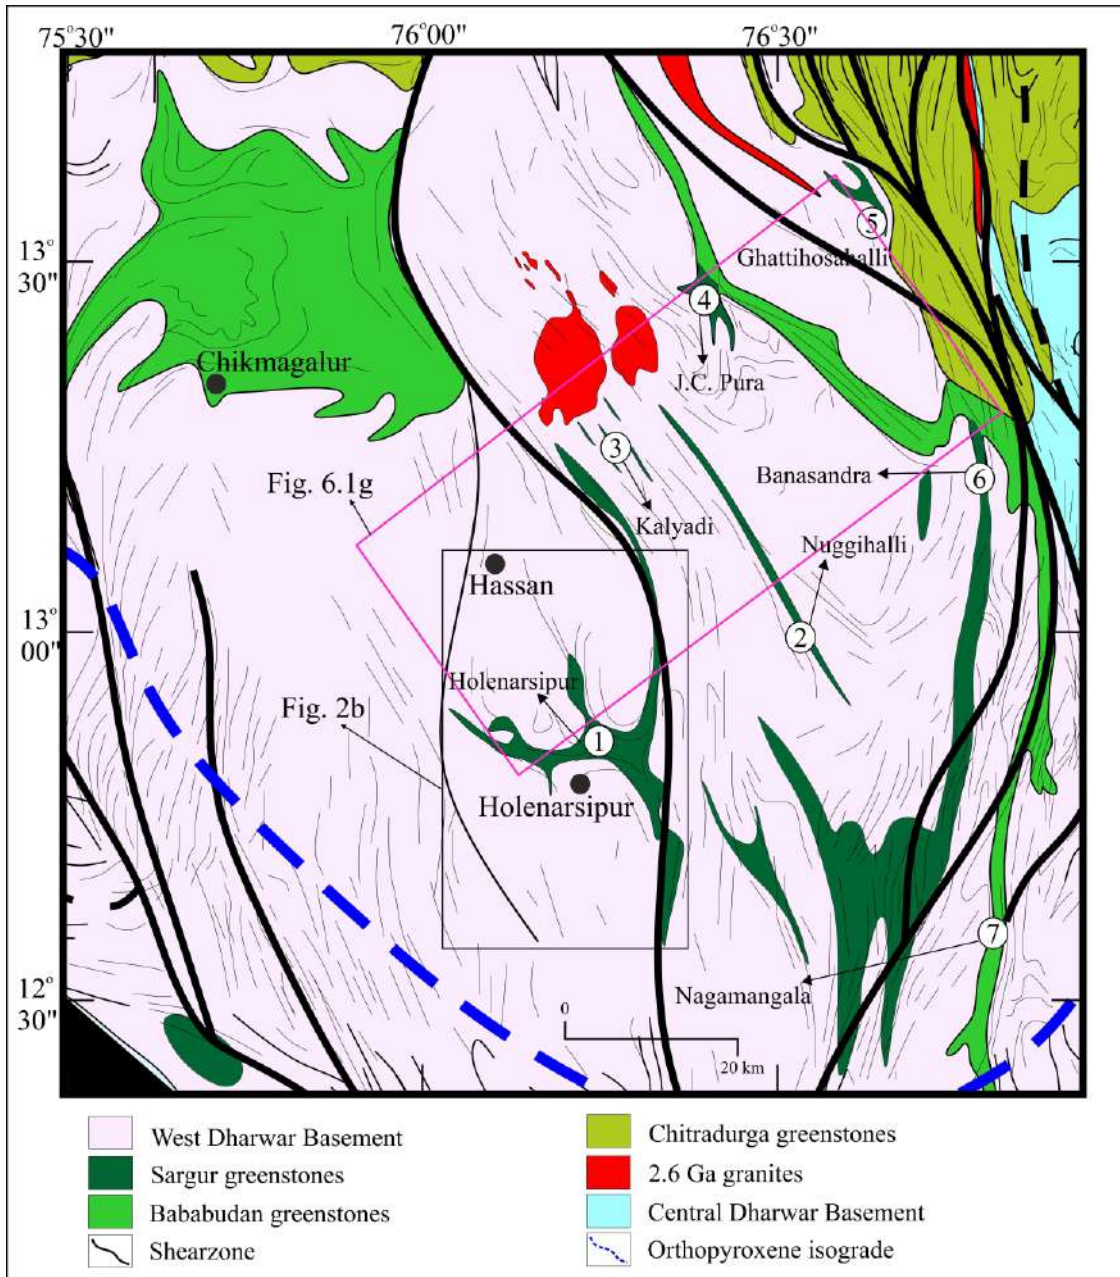 75°30" 76°00" 76°30"
13°
30"
5
Ghattihosahalli
4
Chikmagalur
J.C. Pura
3
Banasandra
6
Fig. 6.1g
Kalyadi
Nuggihalli
Hassan
13°
00"
2
Holenarsipur
Fig. 2b
1
Holenarsipur
7
Nagamangala
12°
30"
0
20 km
West Dharwar Basement
Sargur greenstones
Bababudan greenstones
Shearzone
Chitradurga greenstones
2.6 Ga granites
Central Dharwar Basement
Orthopyroxene isograde